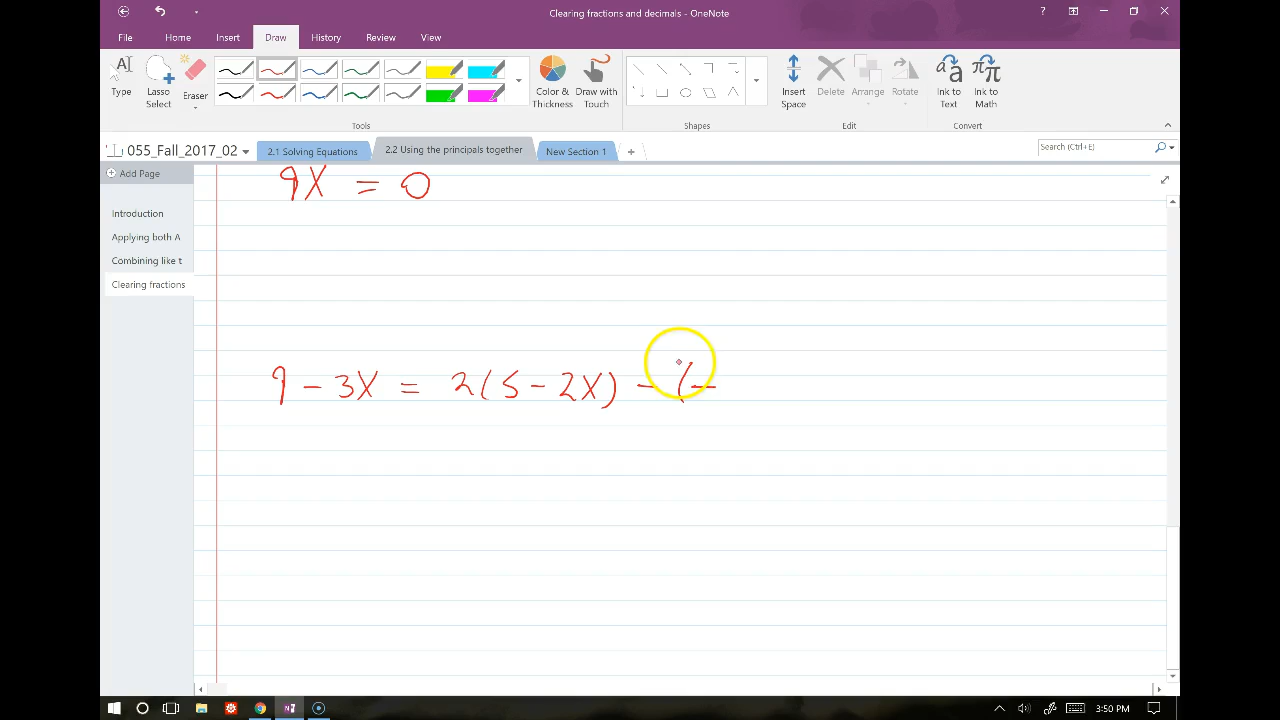 Clearing fractions and decimals - OneNote
?
File Home Insert Draw History Review View
Type
Lasso Select
Eraser
Color & Thickness
Draw with Touch
Insert Space
Delete
Arrange
Rotate
Ink to Text
Ink to Math
Tools Shapes Edit Convert
055_Fall_2017_02 2.1 Solving Equations 2.2 Using the principals together New Section 1 Search (Ctrl+E)
Add Page
Introduction
Applying both A
Combining like t
Clearing fractions
9X = 0
9 - 3X = 2(5 - 2X) - (-
3:50 PM